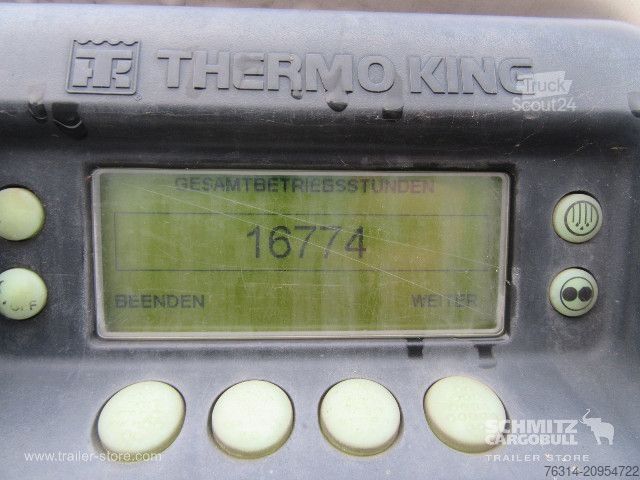 THERMO KING
Truck
Scout24
GESAMTBETRIEBSSTUNDEN
16774
BEENDEN WEITER
SCHMITZ
CARGOBULL
TRAILER STORE
www.trailer-store.com
76314-20954722